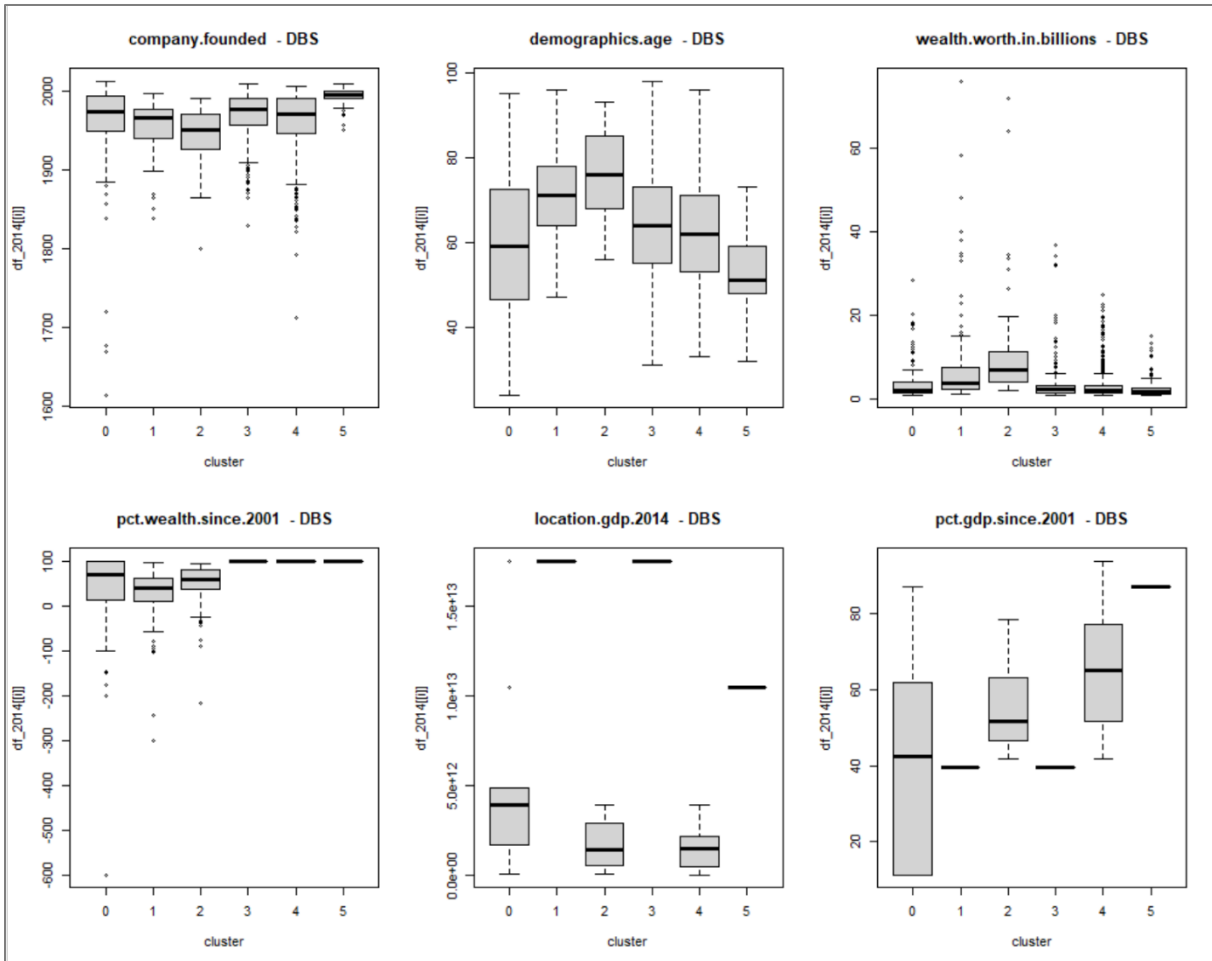 company.founded - DBS
df_2014[[i]]
2000
1900
1800
1700
1600
0 1 2 3 4 5
cluster
demographics.age - DBS
df_2014[[i]]
100
80
60
40
0 1 2 3 4 5
cluster
wealth.worth.in.billions - DBS
df_2014[[i]]
60
40
20
0
0 1 2 3 4 5
cluster
pct.wealth.since.2001 - DBS
df_2014[[i]]
100
0
-100
-200
-300
-400
-500
-600
0 1 2 3 4 5
cluster
location.gdp.2014 - DBS
df_2014[[i]]
1.5e+13
1.0e+13
5.0e+12
0.0e+00
0 1 2 3 4 5
cluster
pct.gdp.since.2001 - DBS
df_2014[[i]]
80
60
40
20
0 1 2 3 4 5
cluster